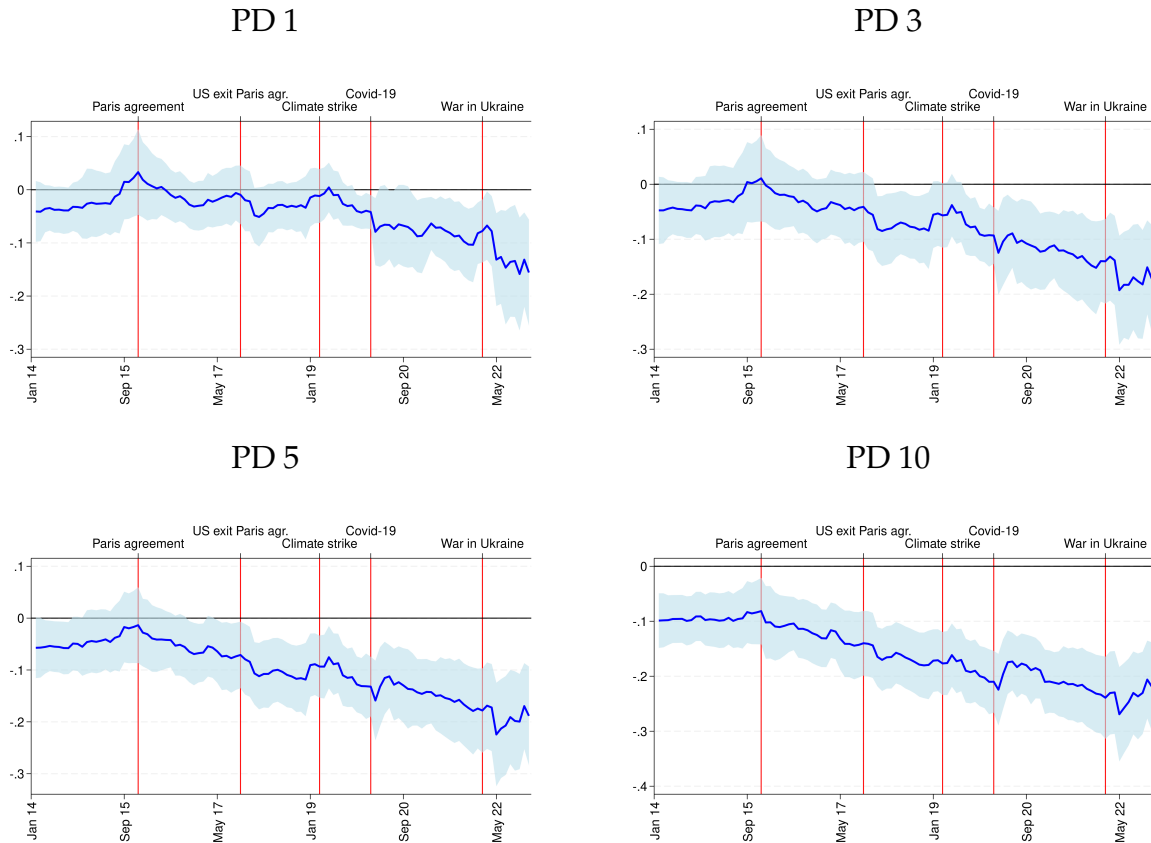 PD 1
US exit Paris agr. Covid-19
Paris agreement Climate strike War in Ukraine
.1
0
-.1
-.2
-.3
Jan 14 Sep 15 May 17 Jan 19 Sep 20 May 22
PD 3
US exit Paris agr. Covid-19
Paris agreement Climate strike War in Ukraine
.1
0
-.1
-.2
-.3
Jan 14 Sep 15 May 17 Jan 19 Sep 20 May 22
PD 5
US exit Paris agr. Covid-19
Paris agreement Climate strike War in Ukraine
.1
0
-.1
-.2
-.3
Jan 14 Sep 15 May 17 Jan 19 Sep 20 May 22
PD 10
US exit Paris agr. Covid-19
Paris agreement Climate strike War in Ukraine
0
-.1
-.2
-.3
-.4
Jan 14 Sep 15 May 17 Jan 19 Sep 20 May 22